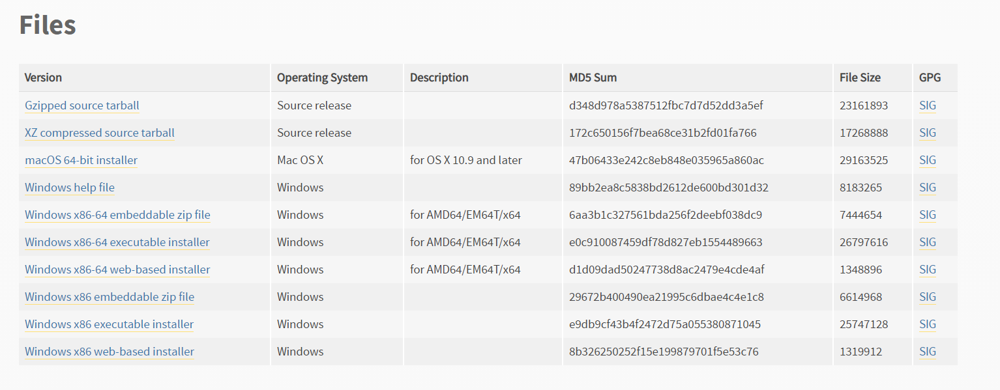 Files
Version Operating System Description MD5 Sum File Size GPG
Gzipped source tarball Source release d348d978a5387512fbc7d7d52dd3a5ef 23161893 SIG
XZ compressed source tarball Source release 172c650156f7bea68ce31b2fd01fa766 17268888 SIG
macOS 64-bit installer Mac OS X for OS X 10.9 and later 47b06433e242c8eb848e035965a860ac 29163525 SIG
Windows help file Windows 89bb2ea8c5838bd2612de600bd301d32 8183265 SIG
Windows x86-64 embeddable zip file Windows for AMD64/EM64T/x64 6aa3b1c327561bda256f2deebf038dc9 7444654 SIG
Windows x86-64 executable installer Windows for AMD64/EM64T/x64 e0c910087459df78d827eb1554489663 26797616 SIG
Windows x86-64 web-based installer Windows for AMD64/EM64T/x64 d1d09dad50247738d8ac2479e4cde4af 1348896 SIG
Windows x86 embeddable zip file Windows 29672b400490ea21995c6dbae4c4e1c8 6614968 SIG
Windows x86 executable installer Windows e9db9cf43b4f2472d75a055380871045 25747128 SIG
Windows x86 web-based installer Windows 8b326250252f15e199879701f5e53c76 1319912 SIG